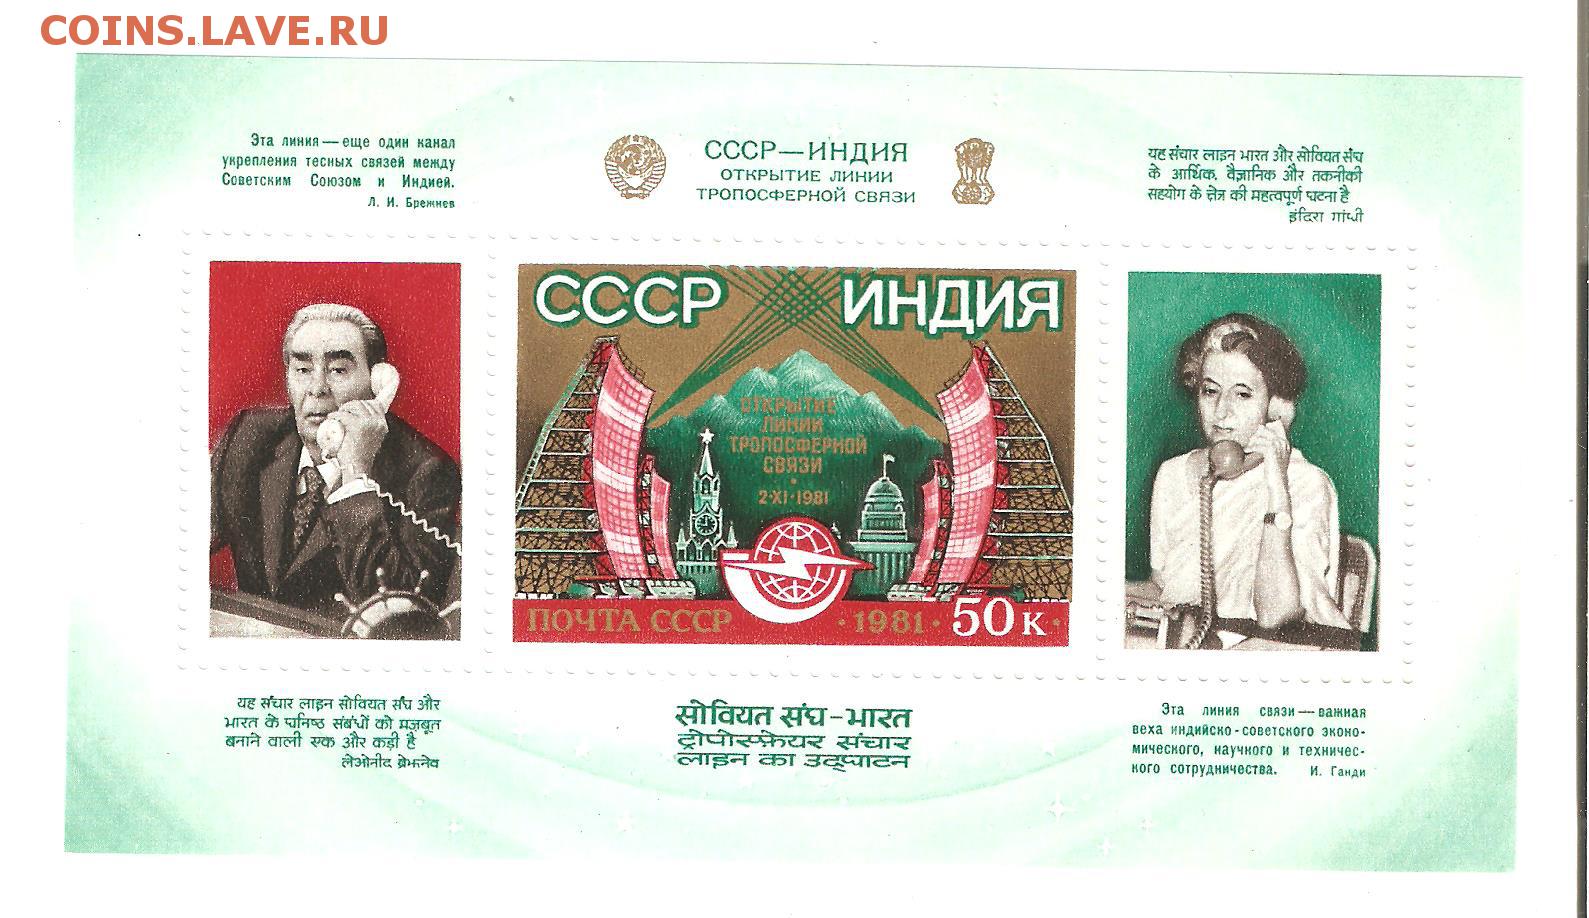 COINS.LAVE.RU
Эта линия — еще один канал
укрепления тесных связей между
Советским Союзом и Индией.
Л. И. Брежнев
СССР—ИНДИЯ
ОТКРЫТИЕ ЛИНИИ
ТРОПОСФЕРНОЙ СВЯЗИ
यह संचार लाइन भारत और सोवियत संघ
के आर्थिक, वैज्ञानिक और तकनीकी
सहयोग के क्षेत्र की महत्वपूर्ण घटना है
इंदिरा गांधी
СССР ИНДИЯ
ОТКРЫТИЕ
ЛИНИИ
ТРОПОСФЕРНОЙ
СВЯЗИ
2·XI·1981
ПОЧТА СССР ·1981· 50 к·
यह संचार लाइन सोवियत संघ और
भारत के घनिष्ठ संबंधों को मज़बूत
बनाने वाली एक और कड़ी है
लेओनीद ब्रेझनेव
सोवियत संघ-भारत
ट्रोपोस्फ़ेयर संचार
लाइन का उद्घाटन
Эта линия связи — важная
веха индийско-советского эконо-
мического, научного и техничес-
кого сотрудничества. И. Ганди